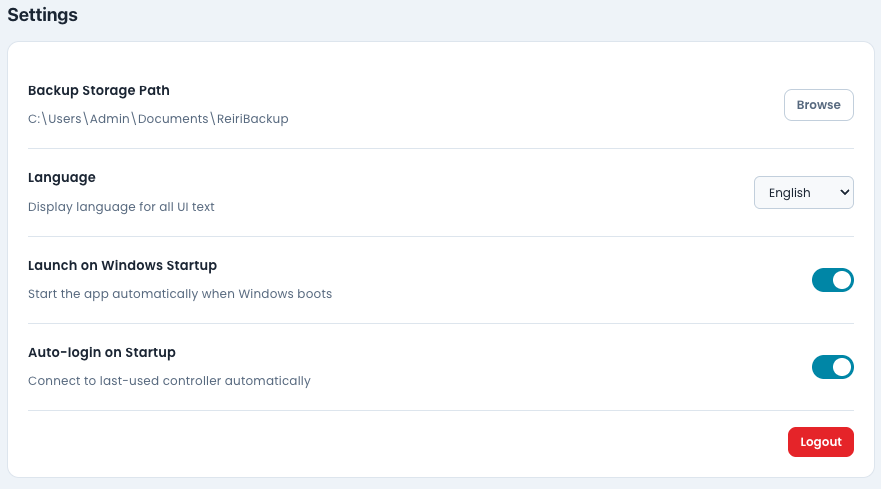 Settings
Backup Storage Path
C:\Users\Admin\Documents\ReiriBackup
Browse
Language
Display language for all UI text
English
Launch on Windows Startup
Start the app automatically when Windows boots
Auto-login on Startup
Connect to last-used controller automatically
Logout